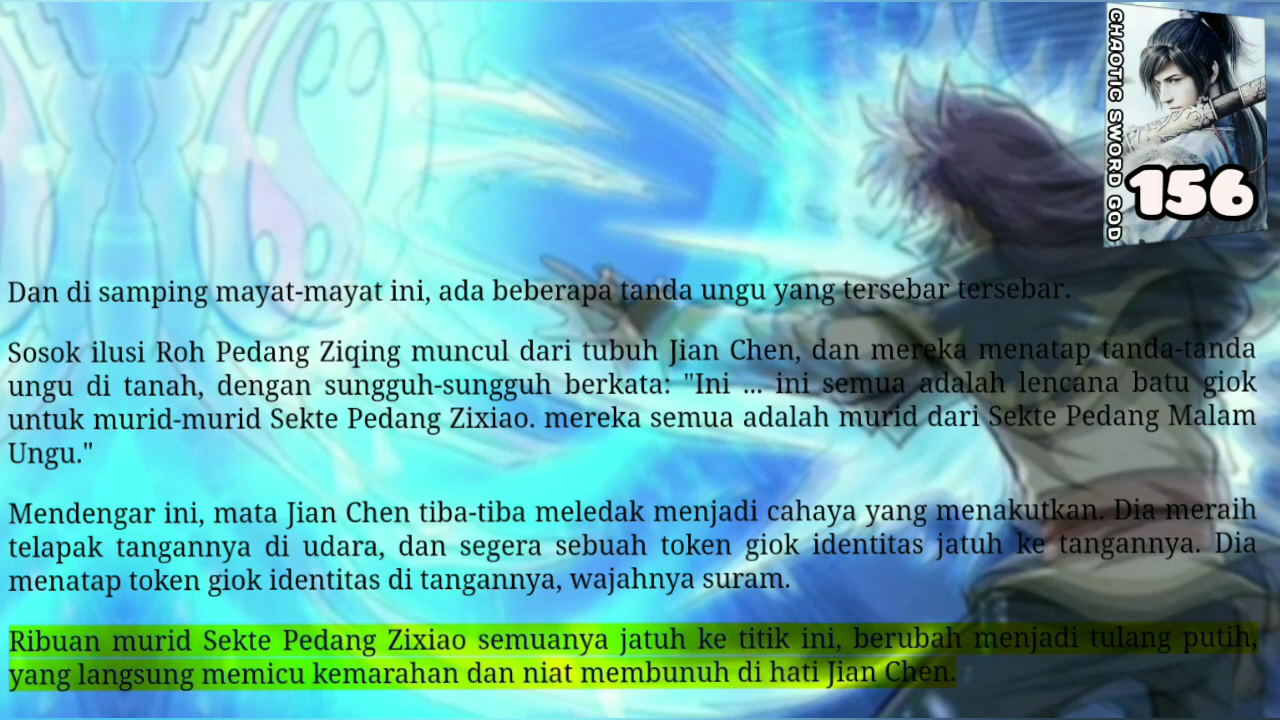 CHAOTIC SWORD GOD
156
Dan di samping mayat-mayat ini, ada beberapa tanda ungu yang tersebar tersebar.
Sosok ilusi Roh Pedang Ziqing muncul dari tubuh Jian Chen, dan mereka menatap tanda-tanda
ungu di tanah, dengan sungguh-sungguh berkata: "Ini ... ini semua adalah lencana batu giok
untuk murid-murid Sekte Pedang Zixiao. mereka semua adalah murid dari Sekte Pedang Malam
Ungu."
Mendengar ini, mata Jian Chen tiba-tiba meledak menjadi cahaya yang menakutkan. Dia meraih
telapak tangannya di udara, dan segera sebuah token giok identitas jatuh ke tangannya. Dia
menatap token giok identitas di tangannya, wajahnya suram.
Ribuan murid Sekte Pedang Zixiao semuanya jatuh ke titik ini, berubah menjadi tulang putih,
yang langsung memicu kemarahan dan niat membunuh di hati Jian Chen.